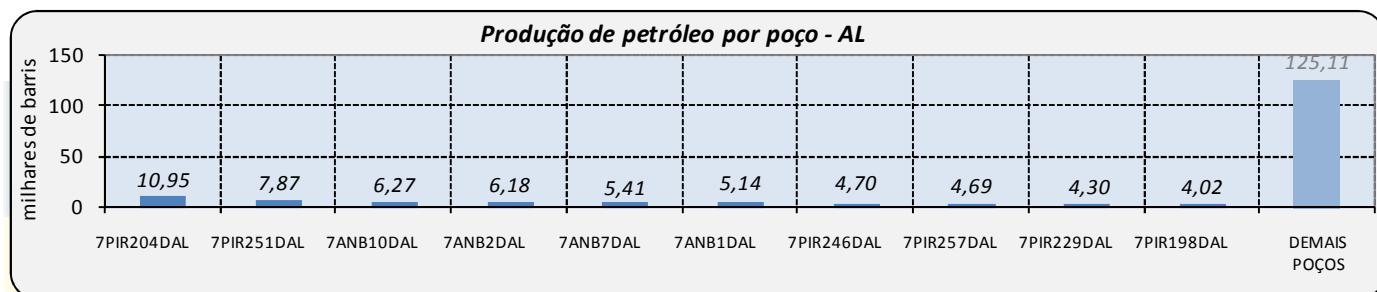 Produção de petróleo por poço - AL
milhares de barris
150
100
50
0
10,95 7,87 6,27 6,18 5,41 5,14 4,70 4,69 4,30 4,02 125,11
7PIR204DAL 7PIR251DAL 7ANB10DAL 7ANB2DAL 7ANB7DAL 7ANB1DAL 7PIR246DAL 7PIR257DAL 7PIR229DAL 7PIR198DAL DEMAIS
POÇOS